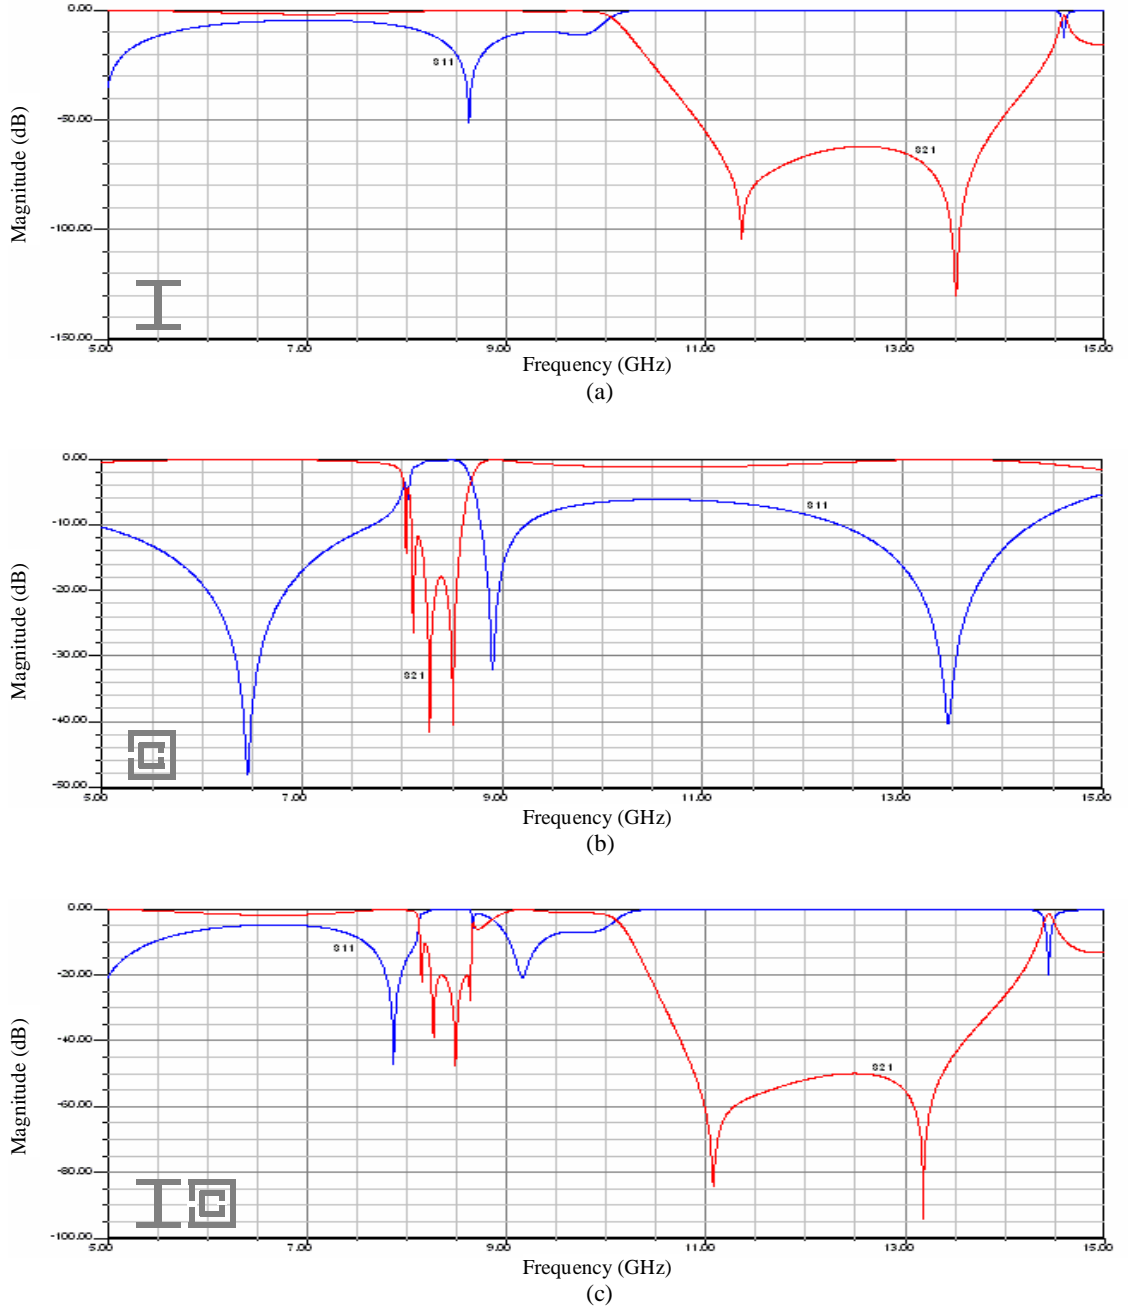 0.00
S11
-50.00
S21
-100.00
-150.00
5.00 7.00 9.00 11.00 13.00 15.00
Magnitude (dB)
Frequency (GHz)
(a)
0.00
S11
-10.00
-20.00
-30.00
S21
-40.00
-50.00
5.00 7.00 9.00 11.00 13.00 15.00
Magnitude (dB)
Frequency (GHz)
(b)
0.00
S11
-20.00
-40.00
S21
-60.00
-80.00
-100.00
5.00 7.00 9.00 11.00 13.00 15.00
Magnitude (dB)
Frequency (GHz)
(c)